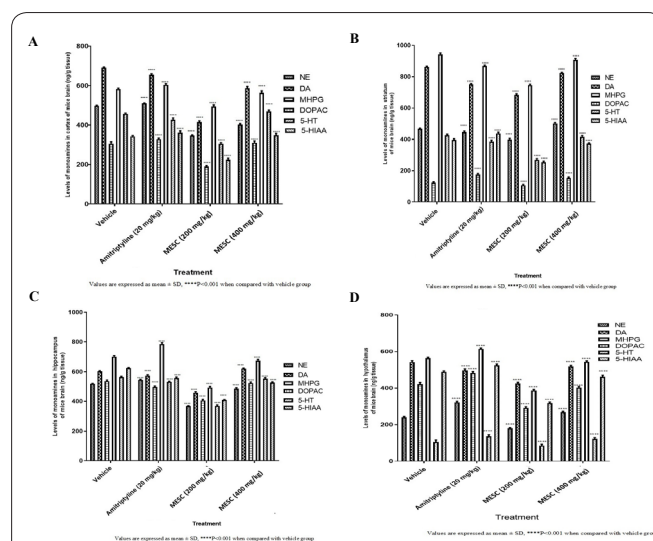 A
Levels of monoamines in cortex of mice brain (ng/g tissue)
800
600
400
200
0
NE
DA
MHPG
DOPAC
5-HT
5-HIAA
Vehicle
Amitriptyline (20 mg/kg)
MESC (200 mg/kg)
MESC (400 mg/kg)
Treatment
Values are expressed as mean ± SD, ****P<0.001 when compared with vehicle group
B
Levels of monoamines in striatum
of mice brain (ng/g tissue)
1000
800
600
400
200
0
NE
DA
MHPG
DOPAC
5-HT
5-HIAA
Vehicle
Amitriptyline (20 mg/kg)
MESC (200 mg/kg)
MESC (400 mg/kg)
Treatment
Values are expressed as mean ± SD, ****P<0.001 when compared with vehicle group
C
Levels of monoamines in hippocampus
of mice brain (ng/g tissue)
1000
800
600
400
200
0
NE
DA
MHPG
DOPAC
5-HT
5-HIAA
Vehicle
Amitriptyline (20 mg/kg)
MESC (200 mg/kg)
MESC (400 mg/kg)
Treatment
Values are expressed as mean ± SD, ****P<0.001 when compared with vehicle group
D
Levels of monoamines in hypothalamus
of mice brain (ng/g tissue)
800
600
400
200
0
NE
DA
MHPG
DOPAC
5-HT
5-HIAA
Vehicle
Amitriptyline (20 mg/kg)
MESC (200 mg/kg)
MESC (400 mg/kg)
Treatment
Values are expressed as mean ± SD, ****P<0.001 when compared with vehicle group